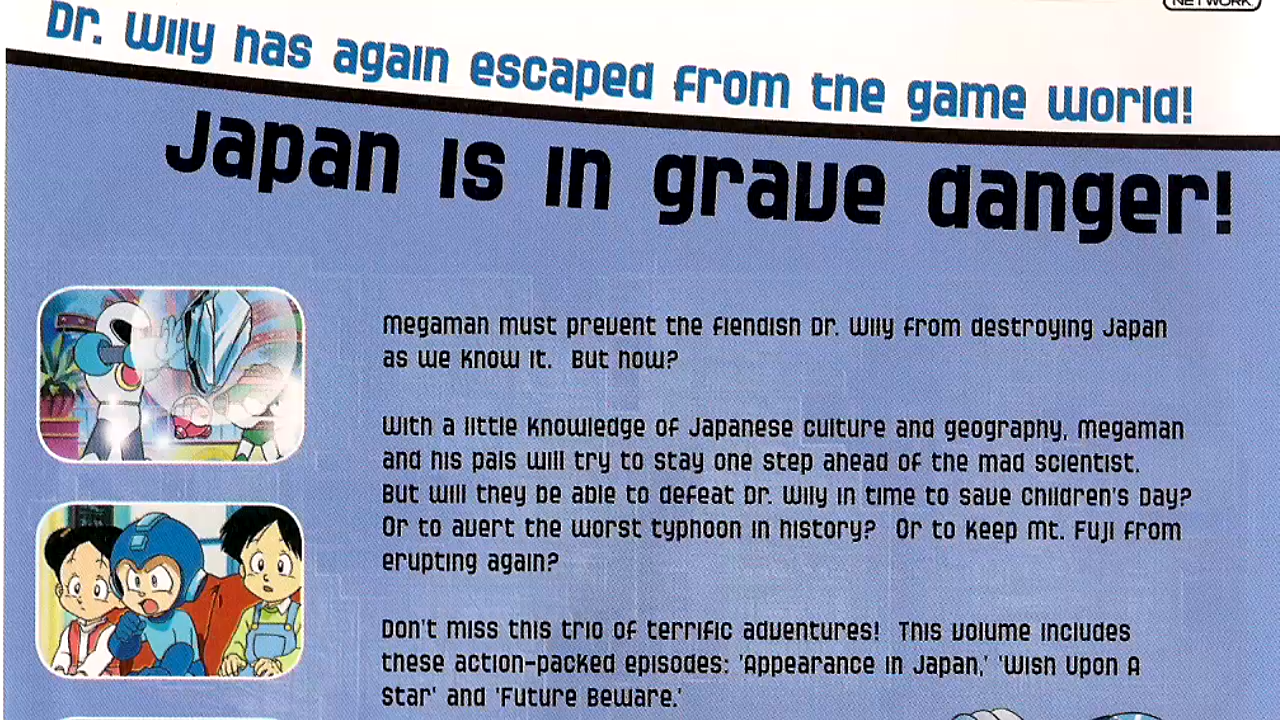 NETWORK
Dr. Wily has again escaped from the game world!
Japan is in grave danger!
Megaman must prevent the fiendish Dr. Wily from destroying Japan
as we know it. But how?
With a little knowledge of Japanese culture and geography, Megaman
and his pals will try to stay one step ahead of the mad scientist.
But will they be able to defeat Dr. Wily in time to save Children's Day?
Or to avert the worst typhoon in history? Or to keep Mt. Fuji from
erupting again?
Don't miss this trio of terrific adventures! This volume includes
these action-packed episodes: 'Appearance in Japan,' 'Wish Upon A
Star' and 'Future Beware.'